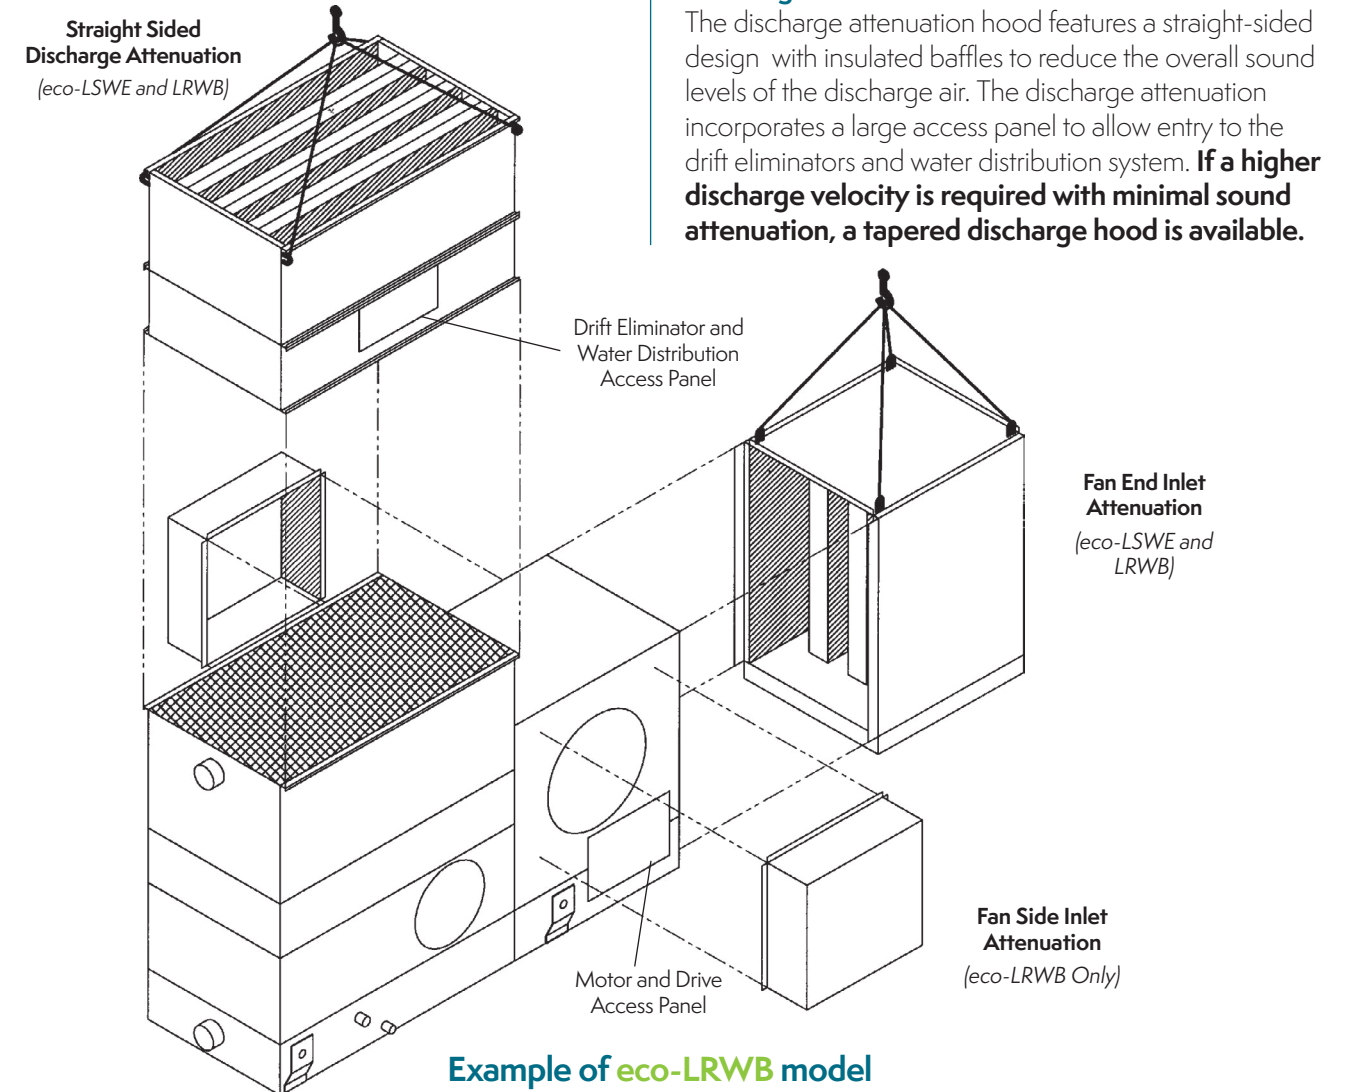 Straight Sided
Discharge Attenuation
(eco-LSWE and LRWB)
The discharge attenuation hood features a straight-sided
design with insulated baffles to reduce the overall sound
levels of the discharge air. The discharge attenuation
incorporates a large access panel to allow entry to the
drift eliminators and water distribution system. If a higher
discharge velocity is required with minimal sound
attenuation, a tapered discharge hood is available.
Drift Eliminator and
Water Distribution
Access Panel
Fan End Inlet
Attenuation
(eco-LSWE and
LRWB)
Fan Side Inlet
Attenuation
(eco-LRWB Only)
Motor and Drive
Access Panel
Example of eco-LRWB model